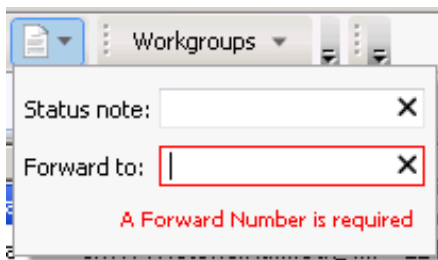 Workgroups
Status note:
Forward to:
A Forward Number is required